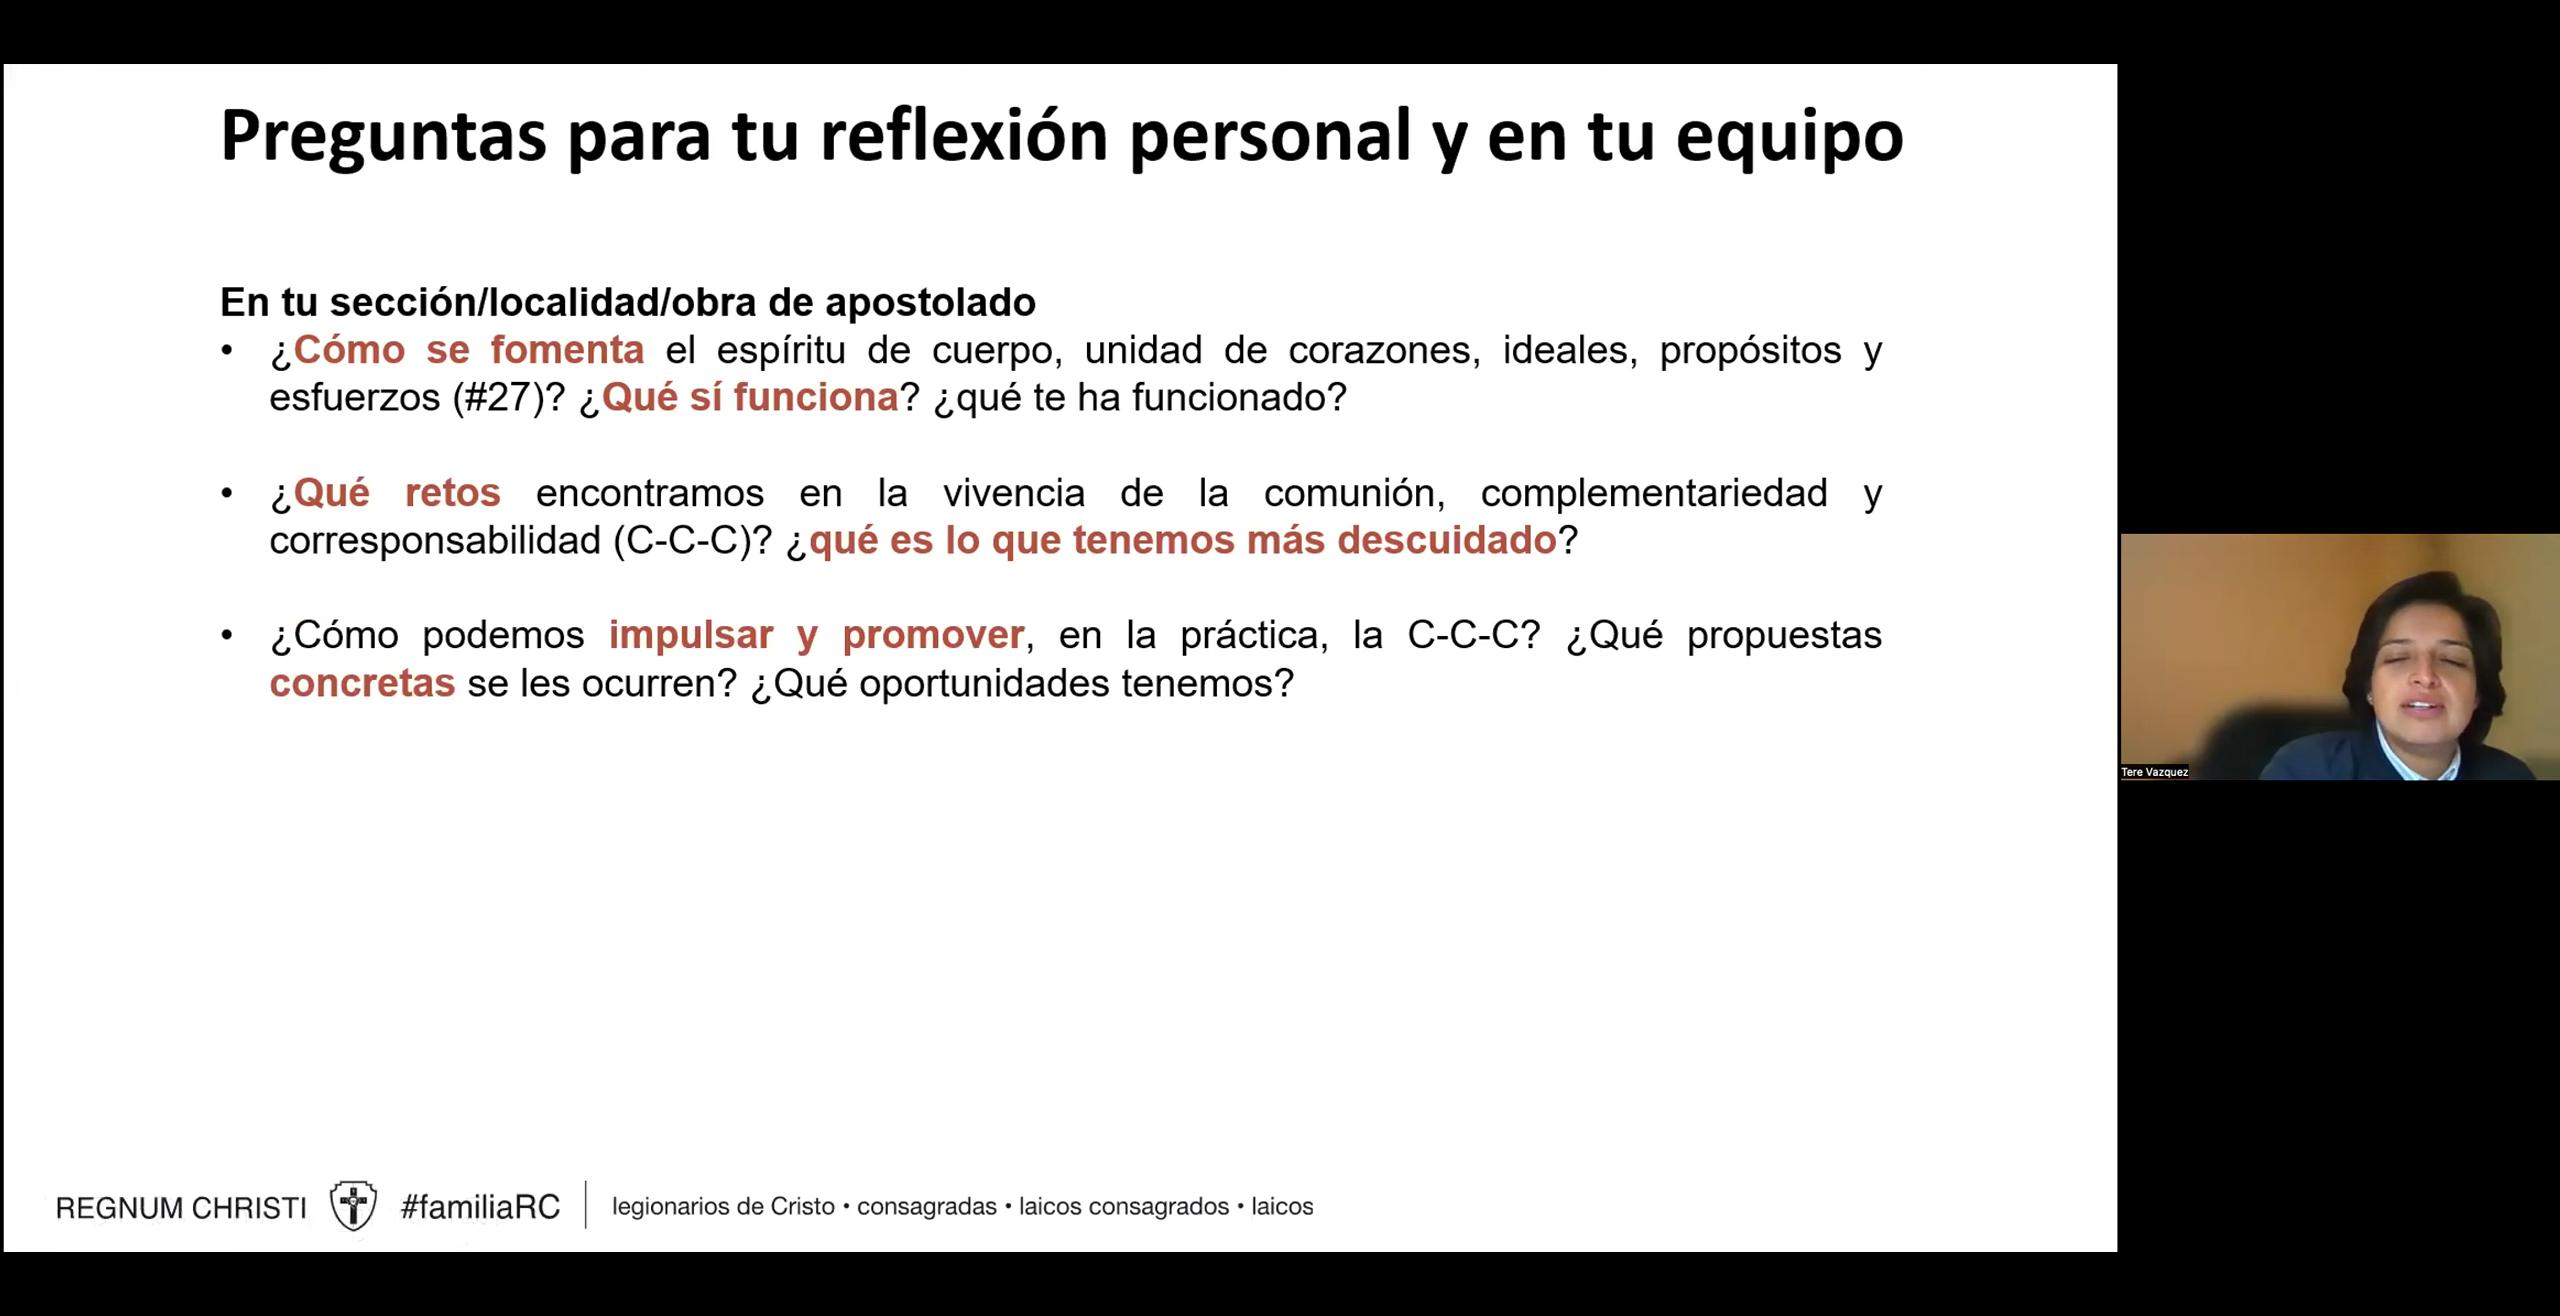 Preguntas para tu reflexión personal y en tu equipo
En tu sección/localidad/obra de apostolado
• ¿Cómo se fomenta el espíritu de cuerpo, unidad de corazones, ideales, propósitos y
esfuerzos (#27)? ¿Qué sí funciona? ¿qué te ha funcionado?
• ¿Qué retos encontramos en la vivencia de la comunión, complementariedad y
corresponsabilidad (C-C-C)? ¿qué es lo que tenemos más descuidado?
• ¿Cómo podemos impulsar y promover, en la práctica, la C-C-C? ¿Qué propuestas
concretas se les ocurren? ¿Qué oportunidades tenemos?
Tere Vazquez
REGNUM CHRISTI #familiaRC legionarios de Cristo • consagradas • laicos consagrados • laicos